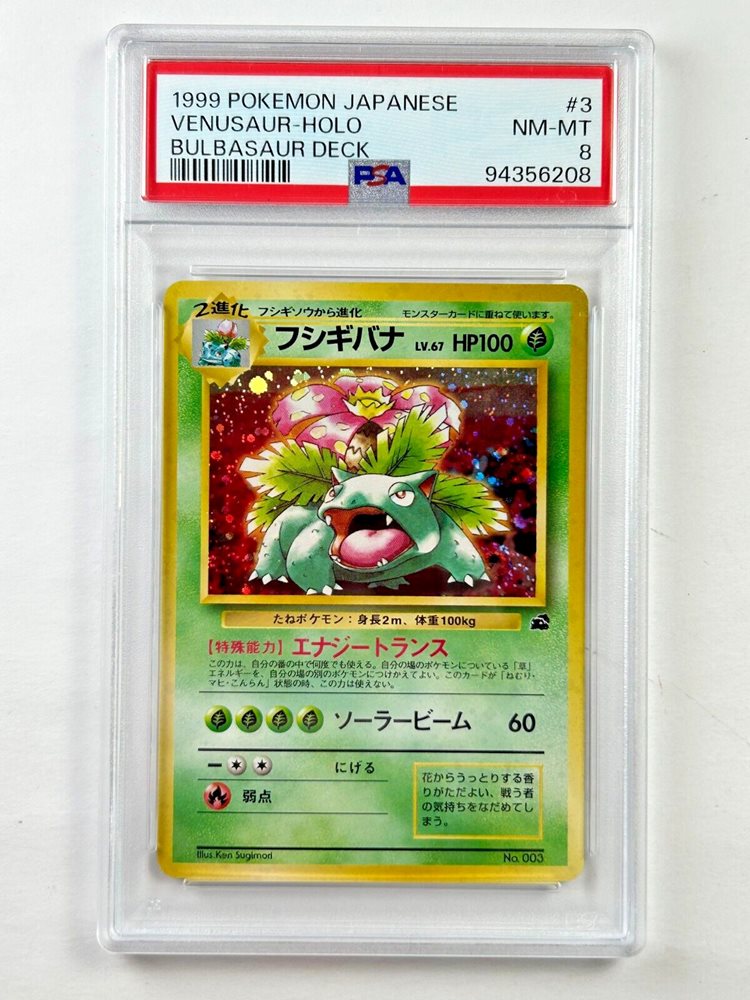 1999 POKEMON JAPANESE #3
VENUSAUR-HOLO NM-MT
BULBASAUR DECK 8
PSA 94356208
2進化 フシギソウから進化 モンスターカードに重ねて使います。
フシギバナ LV.67 HP100
たねポケモン：身長2m、体重100kg
【特殊能力】エナジートランス
この力は、自分の番の中で何度でも使える。自分の場のポケモンについている「草」
エネルギーを、自分の場の別のポケモンにつけかえてよい。このカードが「ねむり・
マヒ・こんらん」状態の時、この力は使えない。
ソーラービーム 60
にげる
弱点
花からうっとりする香
りがただよい、戦う者
の気持ちをなだめてし
まう。
Illus.Ken Sugimori No. 003